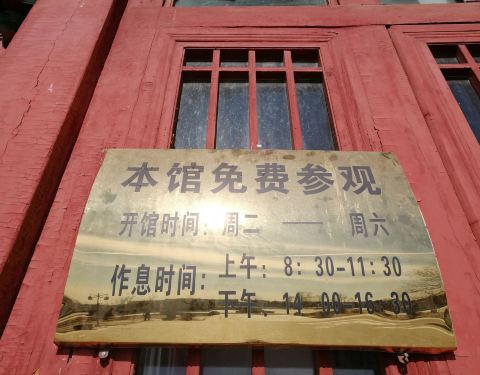 本馆免费参观
开馆时间：周二 —— 周六
作息时间：上午：8：30-11:30
下午：14 00-16:30